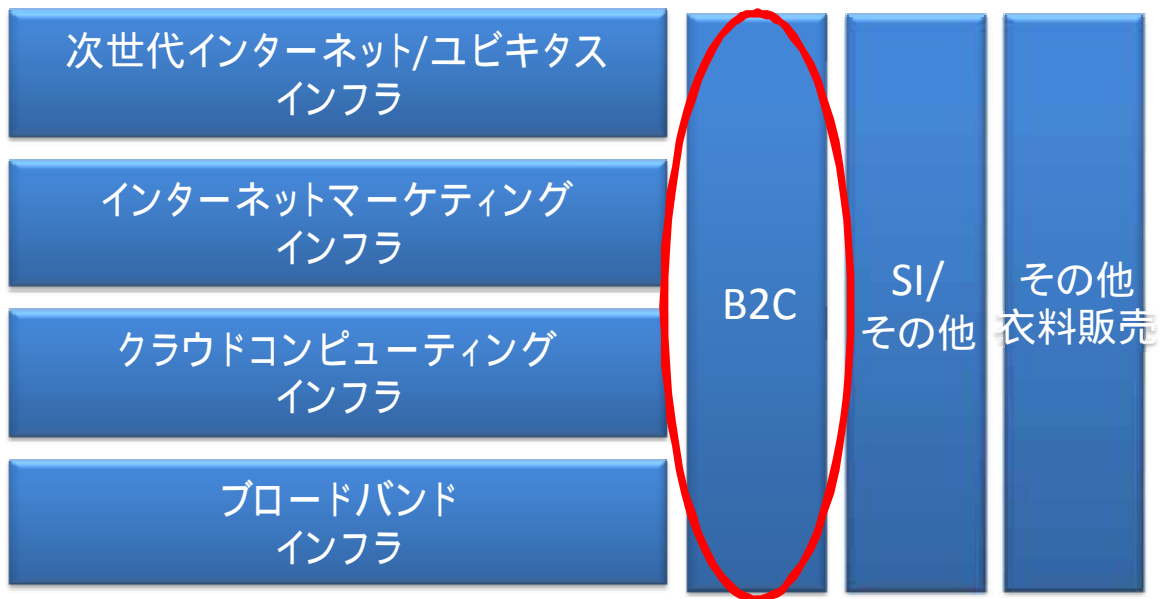 次世代インターネット/ユビキタス
インフラ
インターネットマーケティング
インフラ
クラウドコンピューティング
インフラ
ブロードバンド
インフラ
B2C
SI/
その他
その他
衣料販売